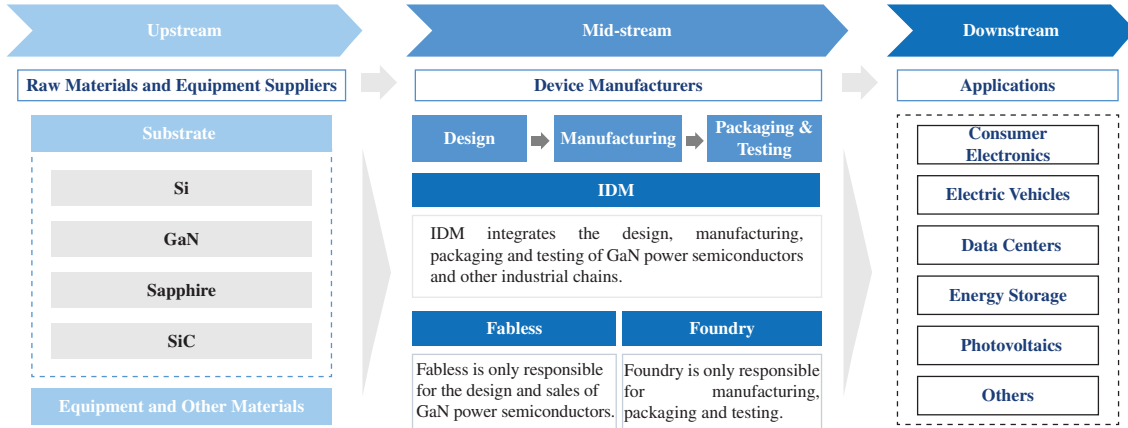 Upstream
Mid-stream
Downstream
Raw Materials and Equipment Suppliers
Device Manufacturers
Applications
Substrate
Si
GaN
Sapphire
SiC
Equipment and Other Materials
Design
Manufacturing
Packaging &
Testing
IDM
IDM integrates the design, manufacturing,
packaging and testing of GaN power semiconductors
and other industrial chains.
Fabless
Fabless is only responsible
for the design and sales of
GaN power semiconductors.
Foundry
Foundry is only responsible
for manufacturing,
packaging and testing.
Consumer
Electronics
Electric Vehicles
Data Centers
Energy Storage
Photovoltaics
Others